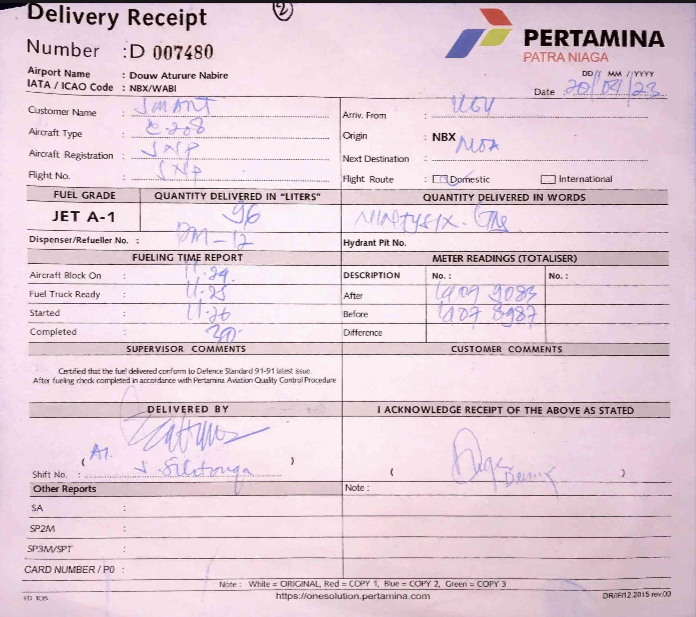 Delivery Receipt
2
Number : D 007480
PERTAMINA
PATRA NIAGA
Airport Name : Douw Aturure Nabire
IATA / ICAO Code : NBX/WABI
DD / MM / YYYY
Date : 20/04/23
Customer Name :
Arriv. From :
Aircraft Type : C-208
Origin : NBX
Aircraft Registration : SNP
Next Destination :
Flight No. : SNP
Flight Route : Domestic International
FUEL GRADE QUANTITY DELIVERED IN "LITERS" QUANTITY DELIVERED IN WORDS
JET A-1 96
Dispenser/Refueller No. : -12
Hydrant Pit No.
FUELING TIME REPORT METER READINGS (TOTALISER)
Aircraft Block On : DESCRIPTION No. : No. :
Fuel Truck Ready : 11.25 After 9083
Started : 11.26 Before 8987
Completed : 30 Difference
SUPERVISOR COMMENTS CUSTOMER COMMENTS
Certified that the fuel delivered conform to Defence Standard 91-91 latest issue.
After fueling check completed in accordance with Pertamina Aviation Quality Control Procedure
DELIVERED BY I ACKNOWLEDGE RECEIPT OF THE ABOVE AS STATED
( ) ( )
Shift No. :
Other Reports Note :
SA :
SP2M :
SP3M/SPT :
CARD NUMBER / PO :
Note : White = ORIGINAL, Red = COPY 1, Blue = COPY 2, Green = COPY 3
https://onesolution.pertamina.com
DR/IF/12.2015 rev.00